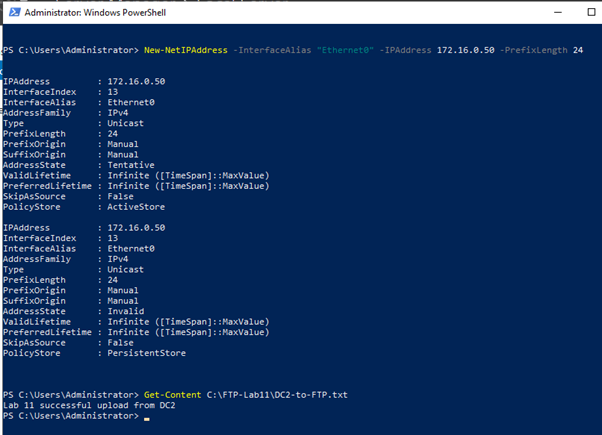 Administrator: Windows PowerShell
PS C:\Users\Administrator> New-NetIPAddress -InterfaceAlias "Ethernet0" -IPAddress 172.16.0.50 -PrefixLength 24
IPAddress         : 172.16.0.50
InterfaceIndex    : 13
InterfaceAlias    : Ethernet0
AddressFamily     : IPv4
Type              : Unicast
PrefixLength      : 24
PrefixOrigin      : Manual
SuffixOrigin      : Manual
AddressState      : Tentative
ValidLifetime     : Infinite ([TimeSpan]::MaxValue)
PreferredLifetime : Infinite ([TimeSpan]::MaxValue)
SkipAsSource      : False
PolicyStore       : ActiveStore
IPAddress         : 172.16.0.50
InterfaceIndex    : 13
InterfaceAlias    : Ethernet0
AddressFamily     : IPv4
Type              : Unicast
PrefixLength      : 24
PrefixOrigin      : Manual
SuffixOrigin      : Manual
AddressState      : Invalid
ValidLifetime     : Infinite ([TimeSpan]::MaxValue)
PreferredLifetime : Infinite ([TimeSpan]::MaxValue)
SkipAsSource      : False
PolicyStore       : PersistentStore
PS C:\Users\Administrator> Get-Content C:\FTP-Lab11\DC2-to-FTP.txt
Lab 11 successful upload from DC2
PS C:\Users\Administrator>